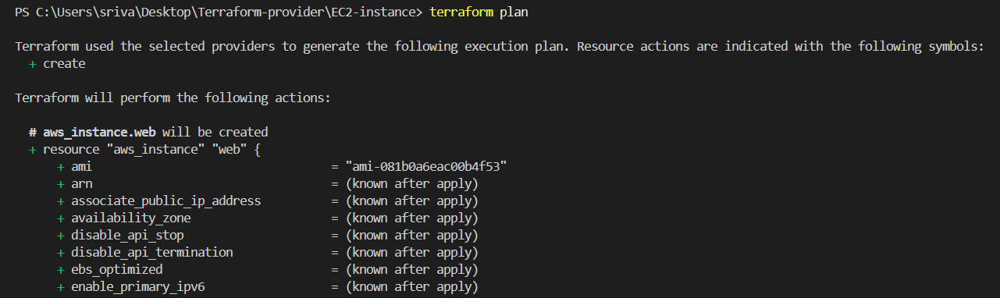 PS C:\Users\sriva\Desktop\Terraform-provider\EC2-instance> terraform plan
Terraform used the selected providers to generate the following execution plan. Resource actions are indicated with the following symbols:
+ create
Terraform will perform the following actions:
# aws_instance.web will be created
+ resource "aws_instance" "web" {
+ ami = "ami-081b0a6eac00b4f53"
+ arn = (known after apply)
+ associate_public_ip_address = (known after apply)
+ availability_zone = (known after apply)
+ disable_api_stop = (known after apply)
+ disable_api_termination = (known after apply)
+ ebs_optimized = (known after apply)
+ enable_primary_ipv6 = (known after apply)